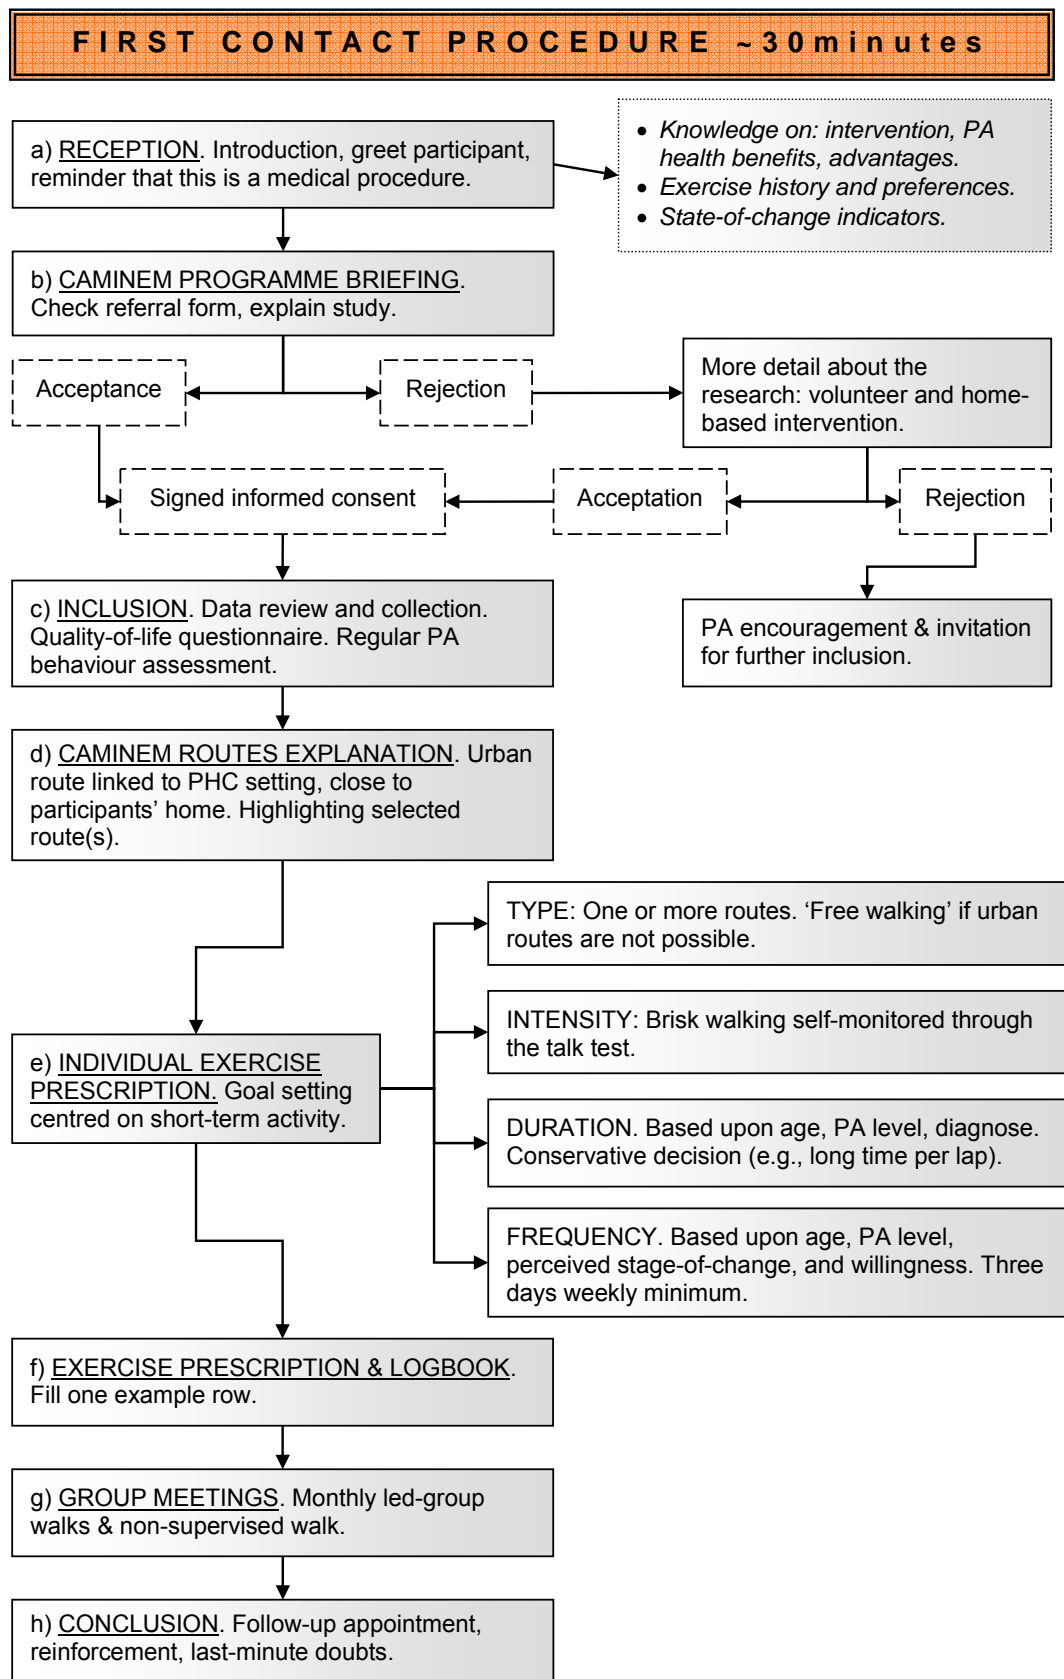 FIRST CONTACT PROCEDURE ~30minutes
a) RECEPTION. Introduction, greet participant,
reminder that this is a medical procedure.
• Knowledge on: intervention, PA
health benefits, advantages.
• Exercise history and preferences.
• State-of-change indicators.
b) CAMINEM PROGRAMME BRIEFING.
Check referral form, explain study.
Acceptance
Rejection
More detail about the
research: volunteer and home-
based intervention.
Signed informed consent
Acceptation
Rejection
c) INCLUSION. Data review and collection.
Quality-of-life questionnaire. Regular PA
behaviour assessment.
PA encouragement & invitation
for further inclusion.
d) CAMINEM ROUTES EXPLANATION. Urban
route linked to PHC setting, close to
participants’ home. Highlighting selected
route(s).
TYPE: One or more routes. ‘Free walking’ if urban
routes are not possible.
INTENSITY: Brisk walking self-monitored through
the talk test.
e) INDIVIDUAL EXERCISE
PRESCRIPTION. Goal setting
centred on short-term activity.
DURATION. Based upon age, PA level, diagnose.
Conservative decision (e.g., long time per lap).
FREQUENCY. Based upon age, PA level,
perceived stage-of-change, and willingness. Three
days weekly minimum.
f) EXERCISE PRESCRIPTION & LOGBOOK.
Fill one example row.
g) GROUP MEETINGS. Monthly led-group
walks & non-supervised walk.
h) CONCLUSION. Follow-up appointment,
reinforcement, last-minute doubts.